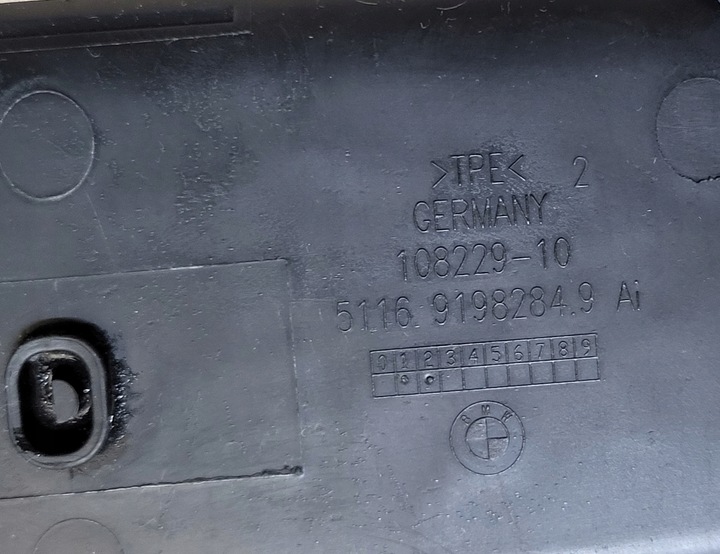 >TPE< 2
GERMANY
108229-10
5116.9198284.9 Ai
0 1 2 3 4 5 6 7 8 9
BMW